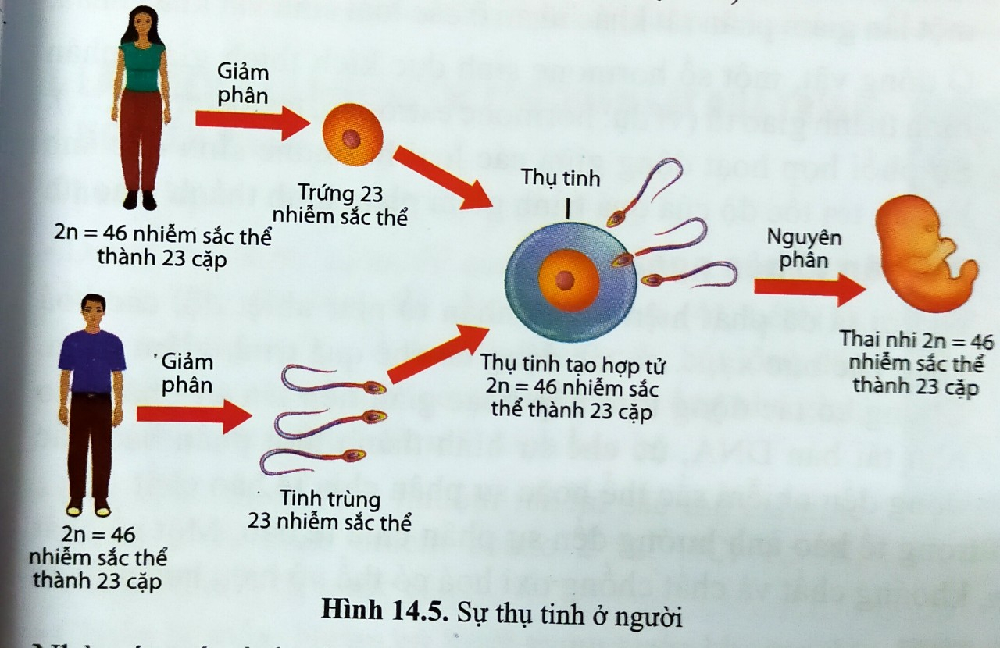 Giảm
phân
Trứng 23
nhiễm sắc thể
2n = 46 nhiễm sắc thể
thành 23 cặp
Thụ tinh
Nguyên
phân
Thai nhi 2n = 46
nhiễm sắc thể
thành 23 cặp
Giảm
phân
Thụ tinh tạo hợp tử
2n = 46 nhiễm sắc
thể thành 23 cặp
Tinh trùng
23 nhiễm sắc thể
2n = 46
nhiễm sắc thể
thành 23 cặp
Hình 14.5. Sự thụ tinh ở người